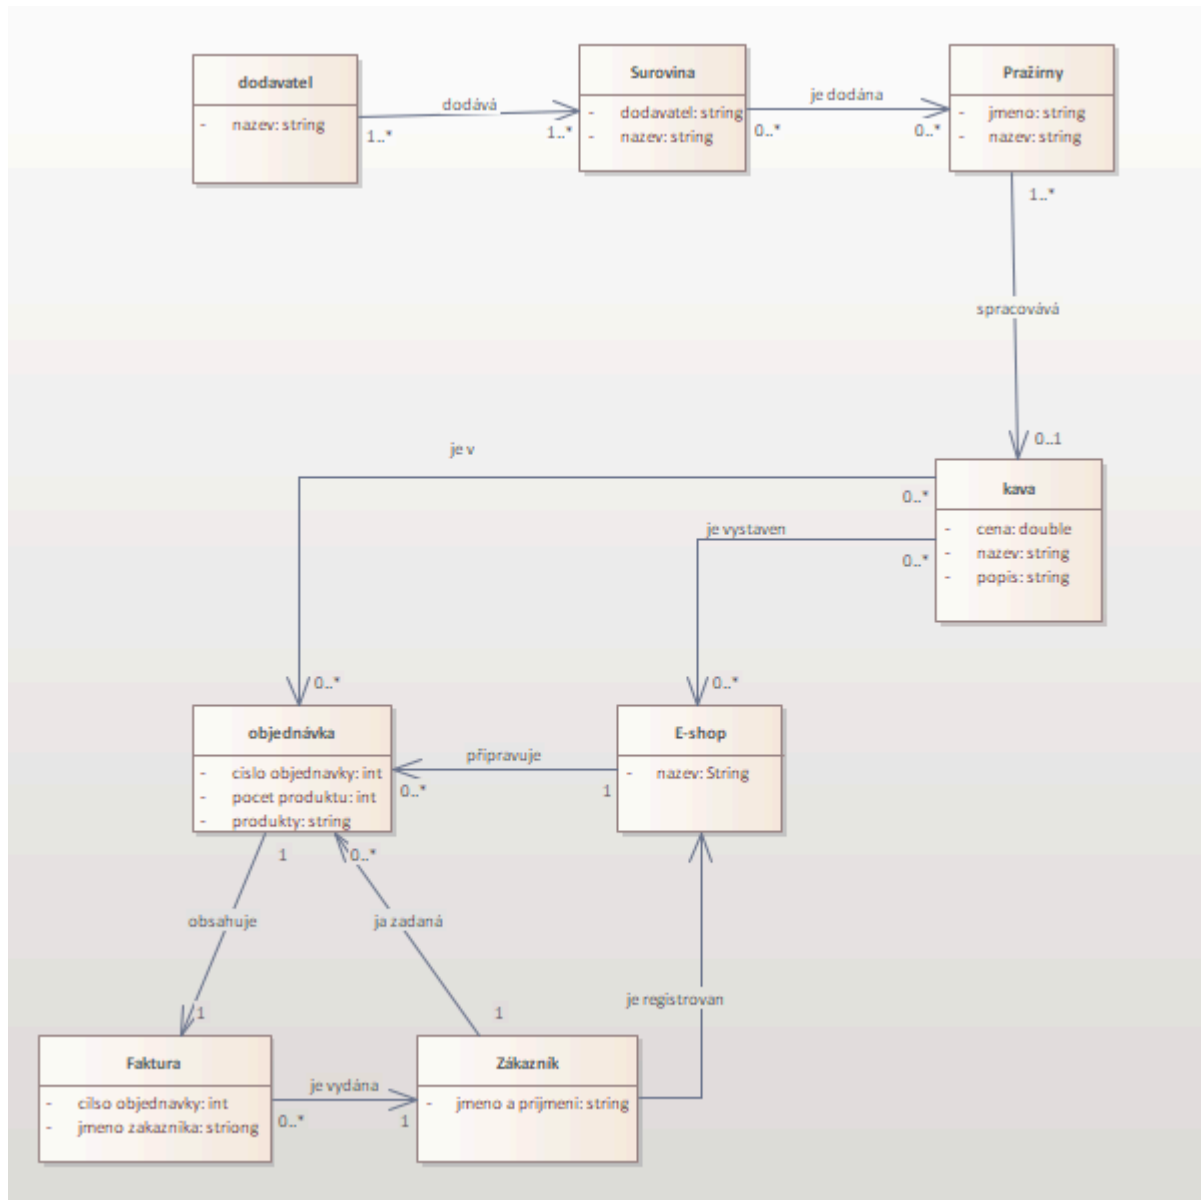 dodavatel
- nazev: string
dodává
1..*
1..*
Surovina
- dodavatel: string
- nazev: string
je dodána
0..*
0..*
Pražirny
- jmeno: string
- nazev: string
1..*
spracovává
0..1
kava
- cena: double
- nazev: string
- popis: string
je v
0..*
0..*
je vystaven
0..*
0..*
objednávka
- cislo objednavky: int
- pocet produktu: int
- produkty: string
připravuje
0..*
1
E-shop
- nazev: String
1
obsahuje
1
0..*
ja zadaná
1
je registrovan
Faktura
- cilso objednavky: int
- jmeno zakaznika: striong
je vydána
0..*
1
Zákazník
- jmeno a prijmeni: string